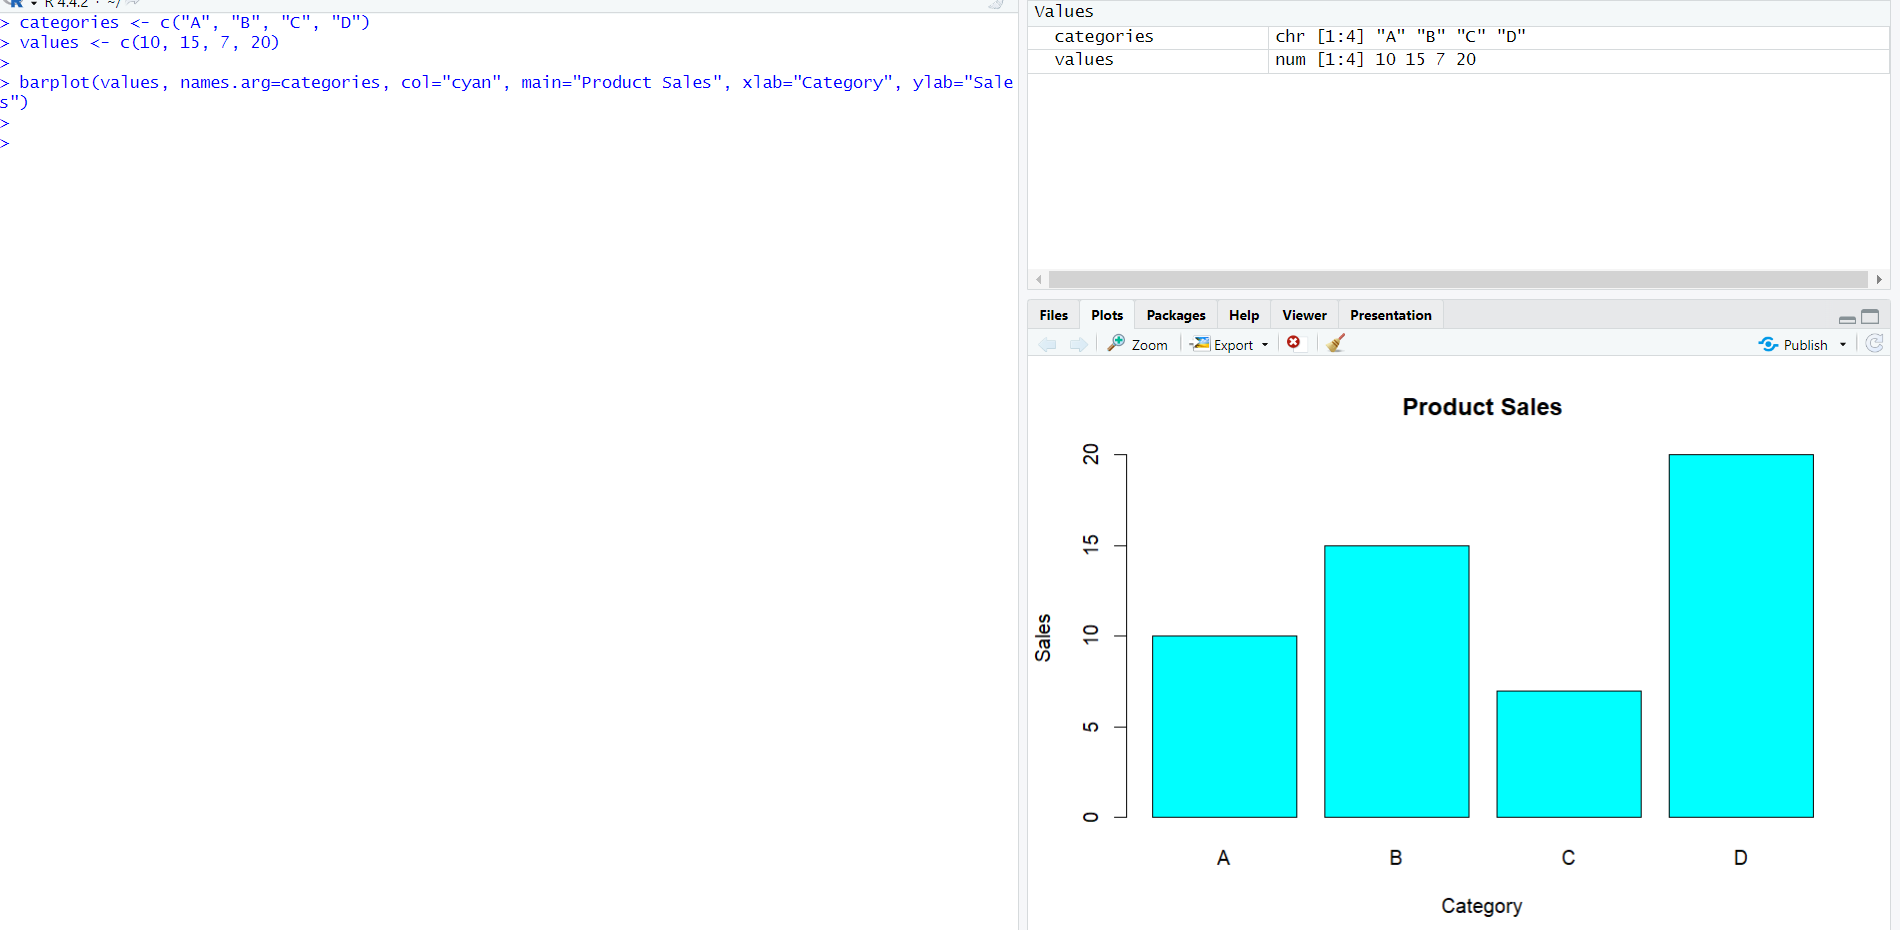 R 4.4.2 · ~/
> categories <- c("A", "B", "C", "D")
> values <- c(10, 15, 7, 20)
>
> barplot(values, names.arg=categories, col="cyan", main="Product Sales", xlab="Category", ylab="Sale
s")
>
>
Values
categories chr [1:4] "A" "B" "C" "D"
values num [1:4] 10 15 7 20
Files Plots Packages Help Viewer Presentation
Zoom Export Publish
Product Sales
20
15
10
5
0
Sales
A B C D
Category